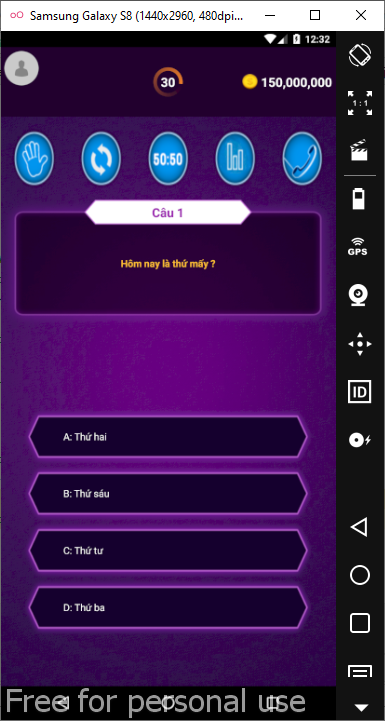 Samsung Galaxy S8 (1440x2960, 480dpi...
12:32
30
150,000,000
1:1
50:50
GPS
Câu 1
Hôm nay là thứ mấy ?
A: Thứ hai
B: Thứ sáu
ID
C: Thứ tư
D: Thứ ba
Free for personal use